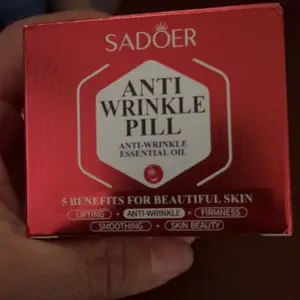 SADOER
ANTI
WRINKLE
PILL
ANTI-WRINKLE
ESSENTIAL OIL
5 BENEFITS FOR BEAUTIFUL SKIN
LIFTING + ANTI-WRINKLE + FIRMNESS
SMOOTHING + SKIN BEAUTY